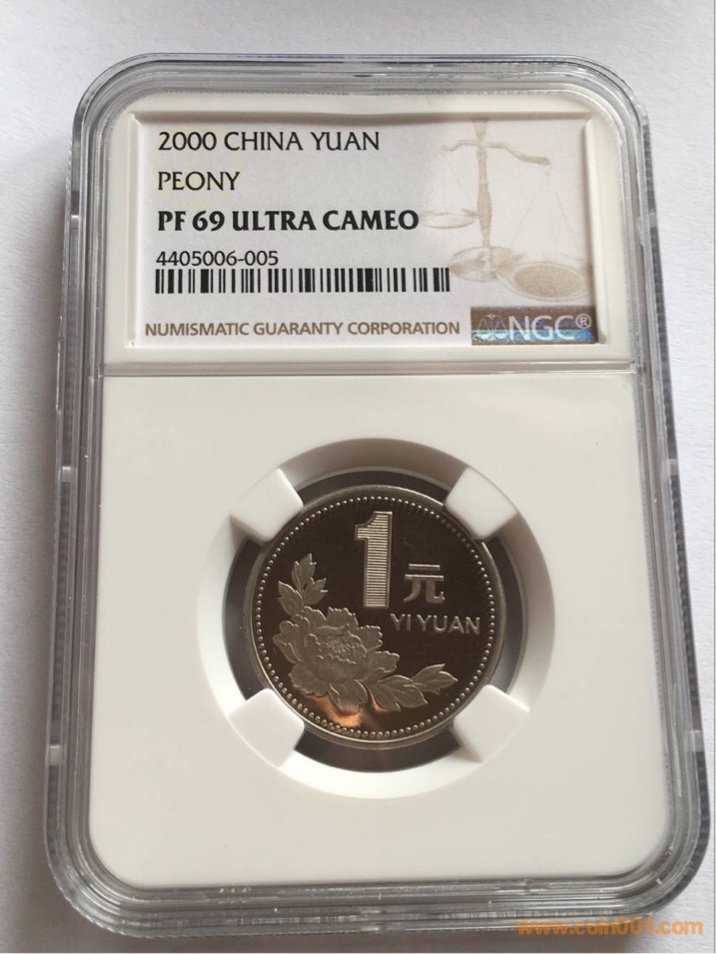 2000 CHINA YUAN
PEONY
PF 69 ULTRA CAMEO
4405006-005
NUMISMATIC GUARANTY CORPORATION
NGC®
1
元
YI YUAN
www.coin001.com